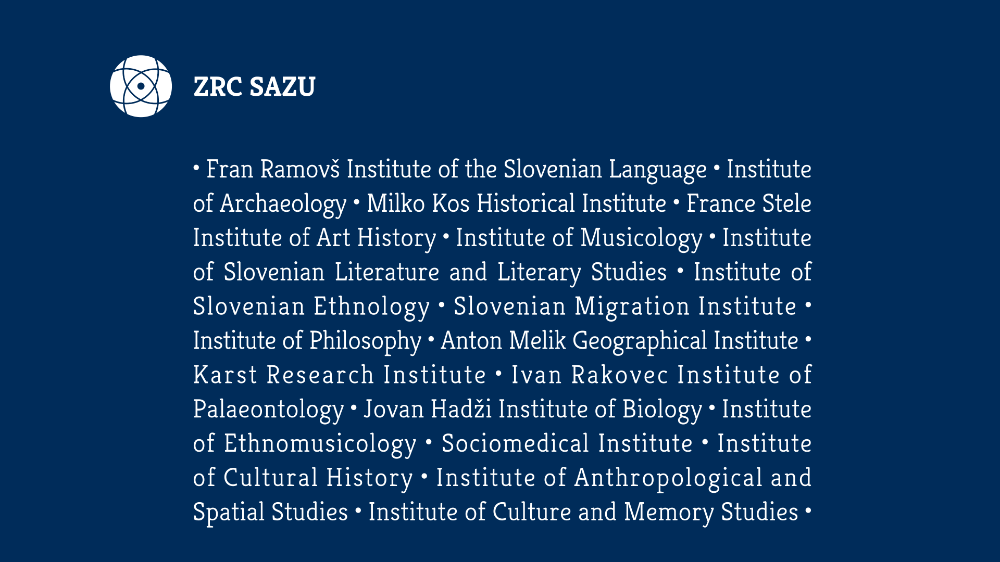 ZRC SAZU
• Fran Ramovš Institute of the Slovenian Language • Institute
of Archaeology • Milko Kos Historical Institute • France Stele
Institute of Art History • Institute of Musicology • Institute
of Slovenian Literature and Literary Studies • Institute of
Slovenian Ethnology • Slovenian Migration Institute •
Institute of Philosophy • Anton Melik Geographical Institute •
Karst Research Institute • Ivan Rakovec Institute of
Palaeontology • Jovan Hadži Institute of Biology • Institute
of Ethnomusicology • Sociomedical Institute • Institute
of Cultural History • Institute of Anthropological and
Spatial Studies • Institute of Culture and Memory Studies •